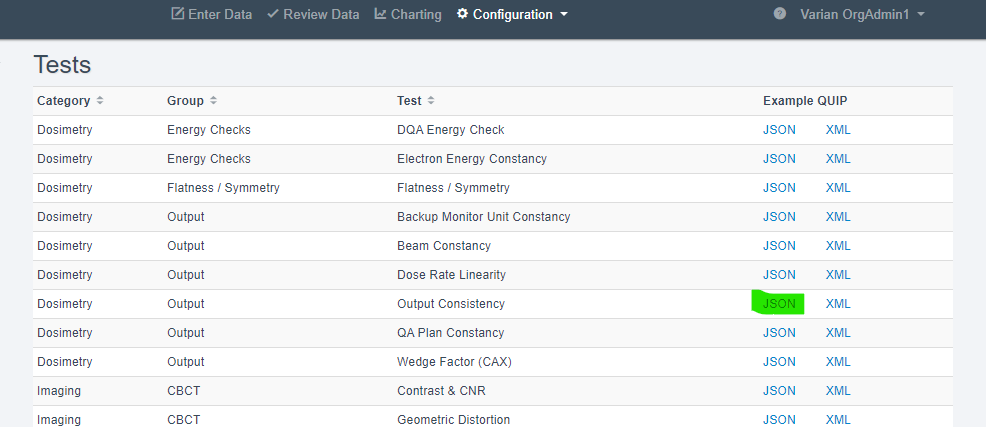 Enter Data Review Data Charting Configuration ? Varian OrgAdmin1
Tests
Category Group Test Example QUIP
Dosimetry Energy Checks DQA Energy Check JSON XML
Dosimetry Energy Checks Electron Energy Constancy JSON XML
Dosimetry Flatness / Symmetry Flatness / Symmetry JSON XML
Dosimetry Output Backup Monitor Unit Constancy JSON XML
Dosimetry Output Beam Constancy JSON XML
Dosimetry Output Dose Rate Linearity JSON XML
Dosimetry Output Output Consistency JSON XML
Dosimetry Output QA Plan Constancy JSON XML
Dosimetry Output Wedge Factor (CAX) JSON XML
Imaging CBCT Contrast & CNR JSON XML
Imaging CBCT Geometric Distortion JSON XML